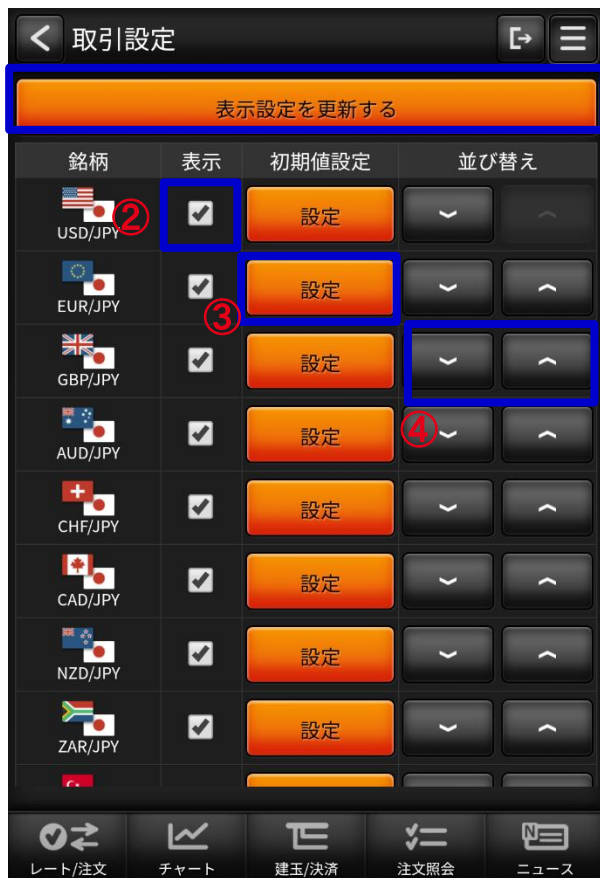 取引設定
表示設定を更新する
銘柄 表示 初期値設定 並び替え
② USD/JPY 設定
EUR/JPY 設定
③
GBP/JPY 設定
④
AUD/JPY 設定
CHF/JPY 設定
CAD/JPY 設定
NZD/JPY 設定
ZAR/JPY 設定
レート/注文 チャート 建玉/決済 注文照会 ニュース